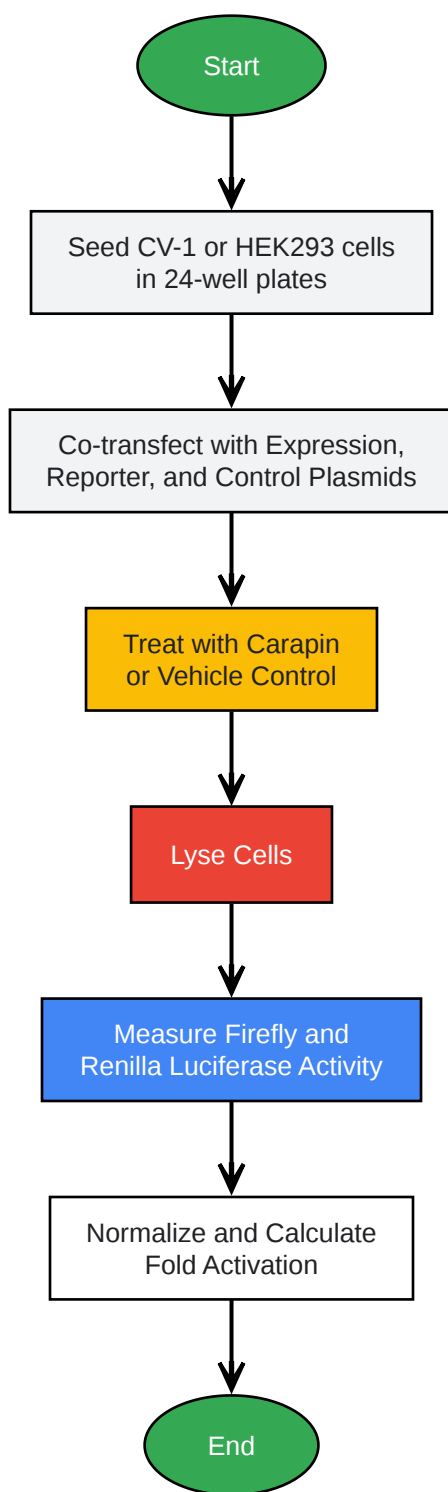 Start
Seed CV-1 or HEK293 cells
in 24-well plates
Co-transfect with Expression,
Reporter, and Control Plasmids
Treat with Carapin
or Vehicle Control
Lyse Cells
Measure Firefly and
Renilla Luciferase Activity
Normalize and Calculate
Fold Activation
End